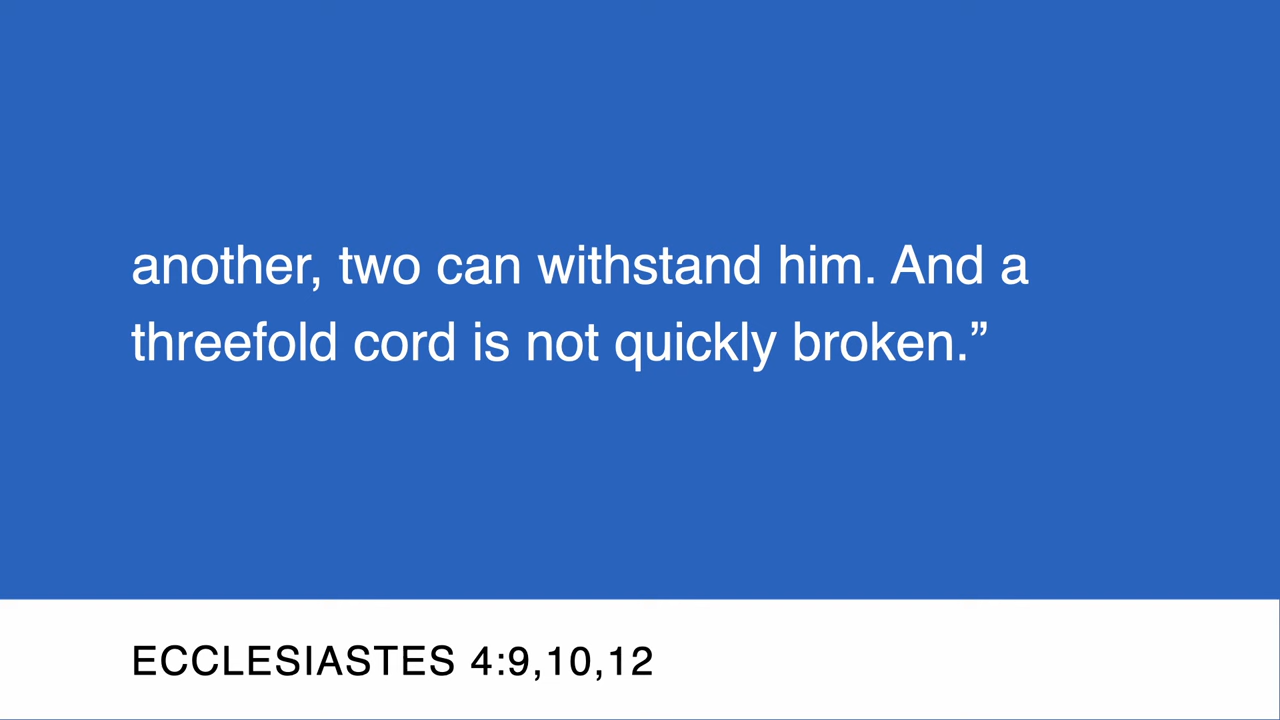 another, two can withstand him. And a
threefold cord is not quickly broken.”
ECCLESIASTES 4:9,10,12